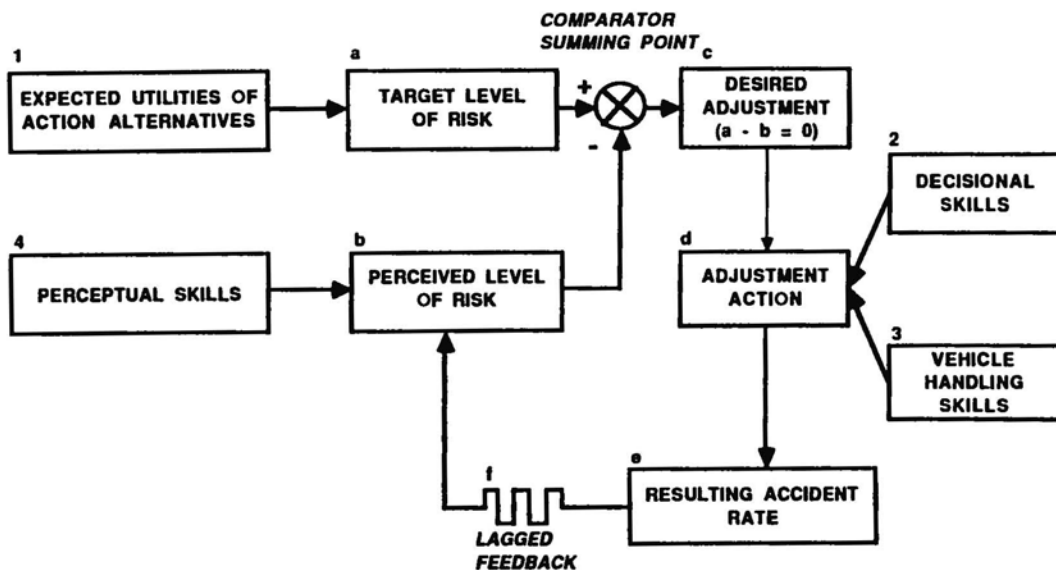 COMPARATOR
SUMMING POINT
1
EXPECTED UTILITIES OF
ACTION ALTERNATIVES
a
TARGET LEVEL
OF RISK
+
-
c
DESIRED
ADJUSTMENT
(a - b = 0)
2
DECISIONAL
SKILLS
4
PERCEPTUAL SKILLS
b
PERCEIVED LEVEL
OF RISK
d
ADJUSTMENT
ACTION
3
VEHICLE
HANDLING
SKILLS
e
RESULTING ACCIDENT
RATE
f
LAGGED
FEEDBACK